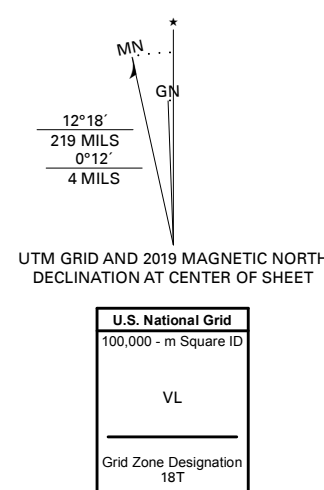 ★
MN
GN
12°18´
219 MILS
0°12´
4 MILS
UTM GRID AND 2019 MAGNETIC NORTH
DECLINATION AT CENTER OF SHEET
U.S. National Grid
100,000 - m Square ID
VL
Grid Zone Designation
18T